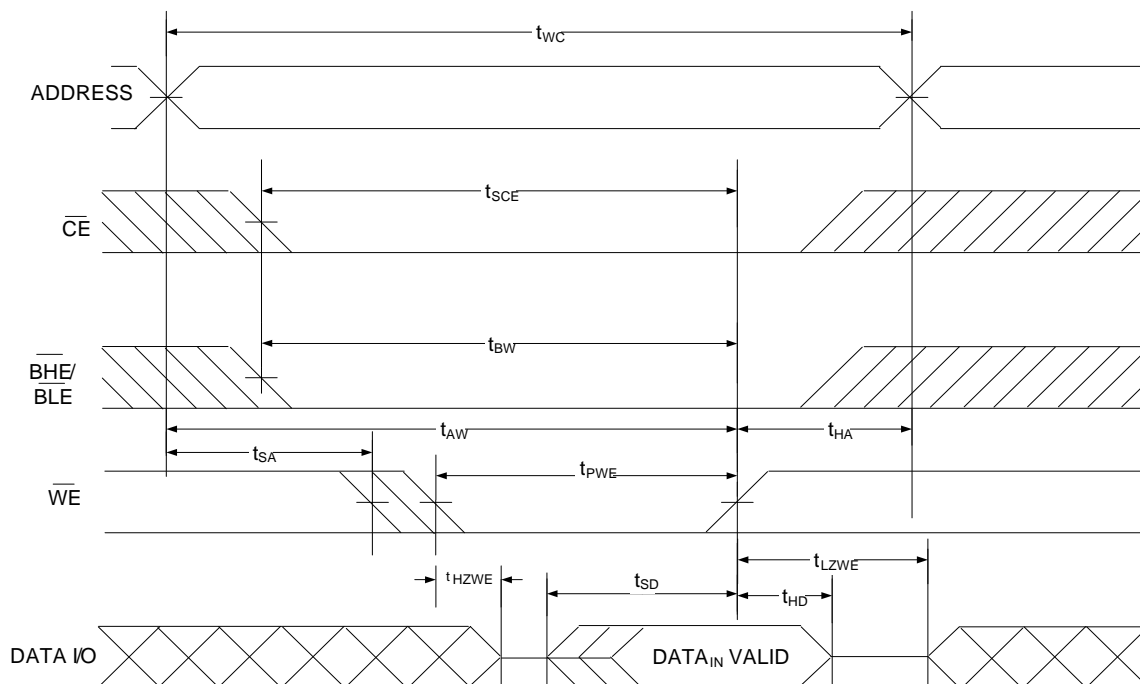 tWC
ADDRESS
tSCE
CE
tBW
BHE/
BLE
tAW
tHA
tSA
tPWE
WE
tLZWE
tHZWE
tSD
tHD
DATA I/O
DATAIN VALID